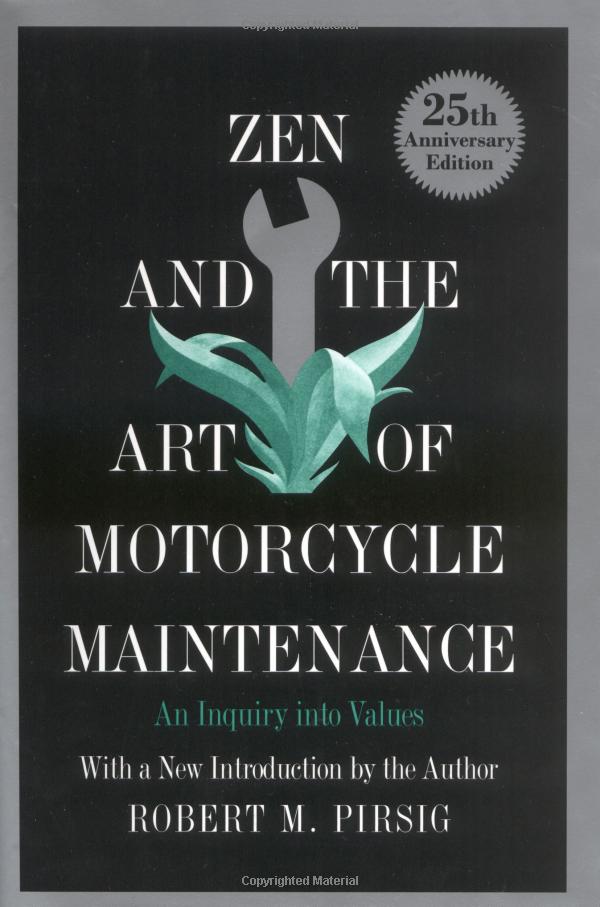 Copyrighted Material
ZEN
25th
Anniversary
Edition
AND THE
ART OF
MOTORCYCLE
MAINTENANCE
An Inquiry into Values
With a New Introduction by the Author
ROBERT M. PIRSIG
Copyrighted Material